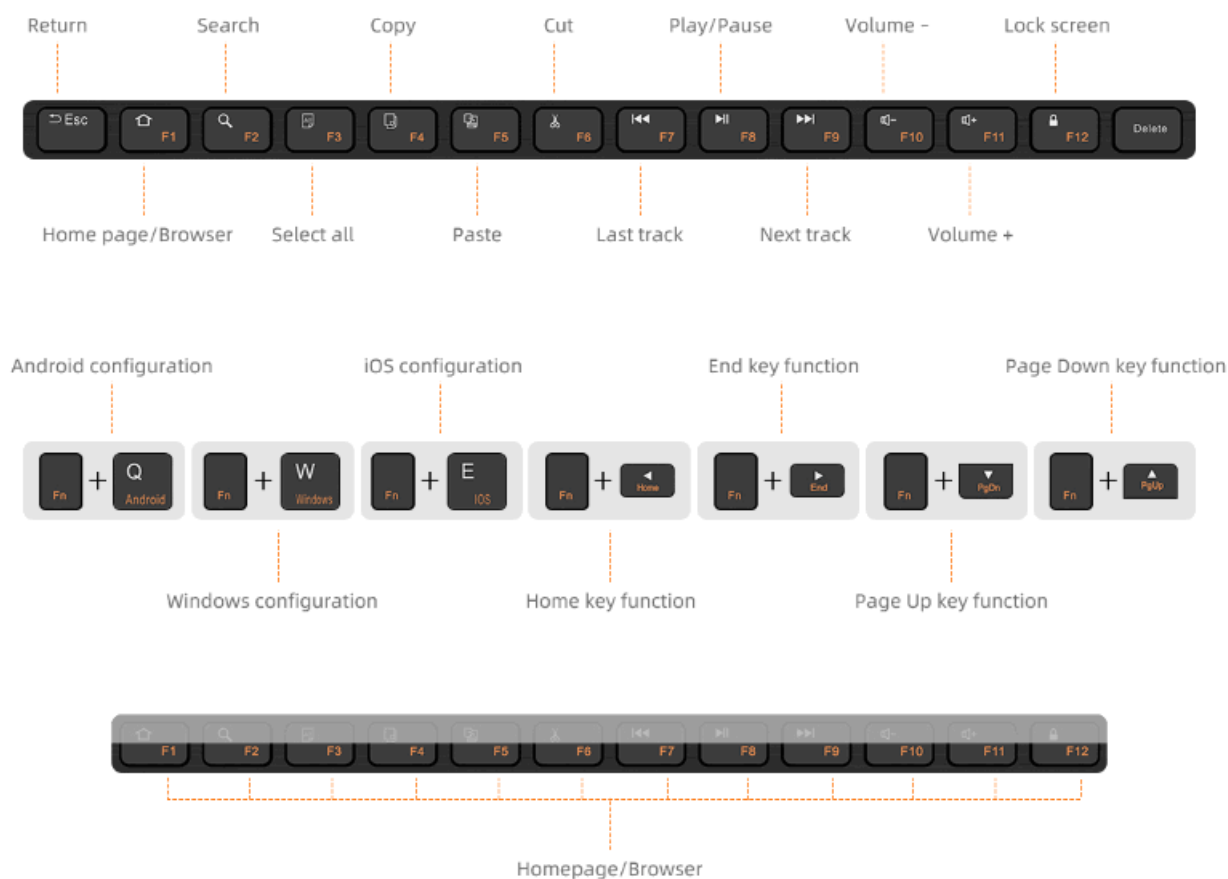 Return Search Copy Cut Play/Pause Volume – Lock screen
Esc F1 F2 F3 F4 F5 F6 F7 F8 F9 F10 F11 F12 Delete
Home page/Browser Select all Paste Last track Next track Volume +
Android configuration iOS configuration End key function Page Down key function
Fn + Q Android Fn + W Windows Fn + E IOS Fn + Home Fn + End Fn + PgDn Fn + PgUp
Windows configuration Home key function Page Up key function
F1 F2 F3 F4 F5 F6 F7 F8 F9 F10 F11 F12
Homepage/Browser